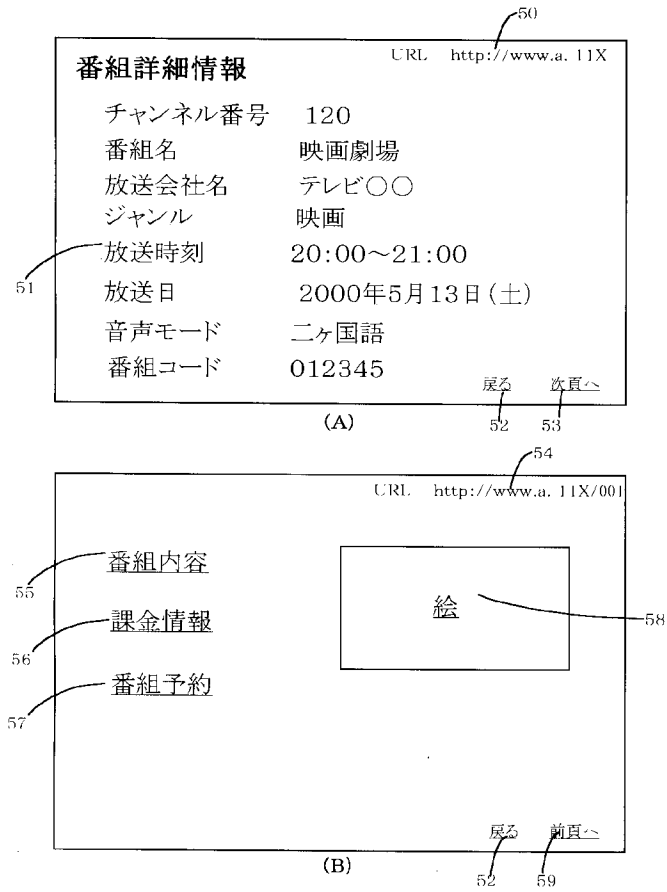 50
URL http://www.a. 11X
番組詳細情報
チャンネル番号 120
番組名 映画劇場
放送会社名 テレビ〇〇
ジャンル 映画
51 放送時刻 20:00～21:00
放送日 2000年5月13日(土)
音声モード 二ヶ国語
番組コード 012345
戻る 次頁へ
(A) 52 53
54
URL http://www.a. 11X/001
55 番組内容
絵 58
56 課金情報
57 番組予約
戻る 前頁へ
(B) 52 59